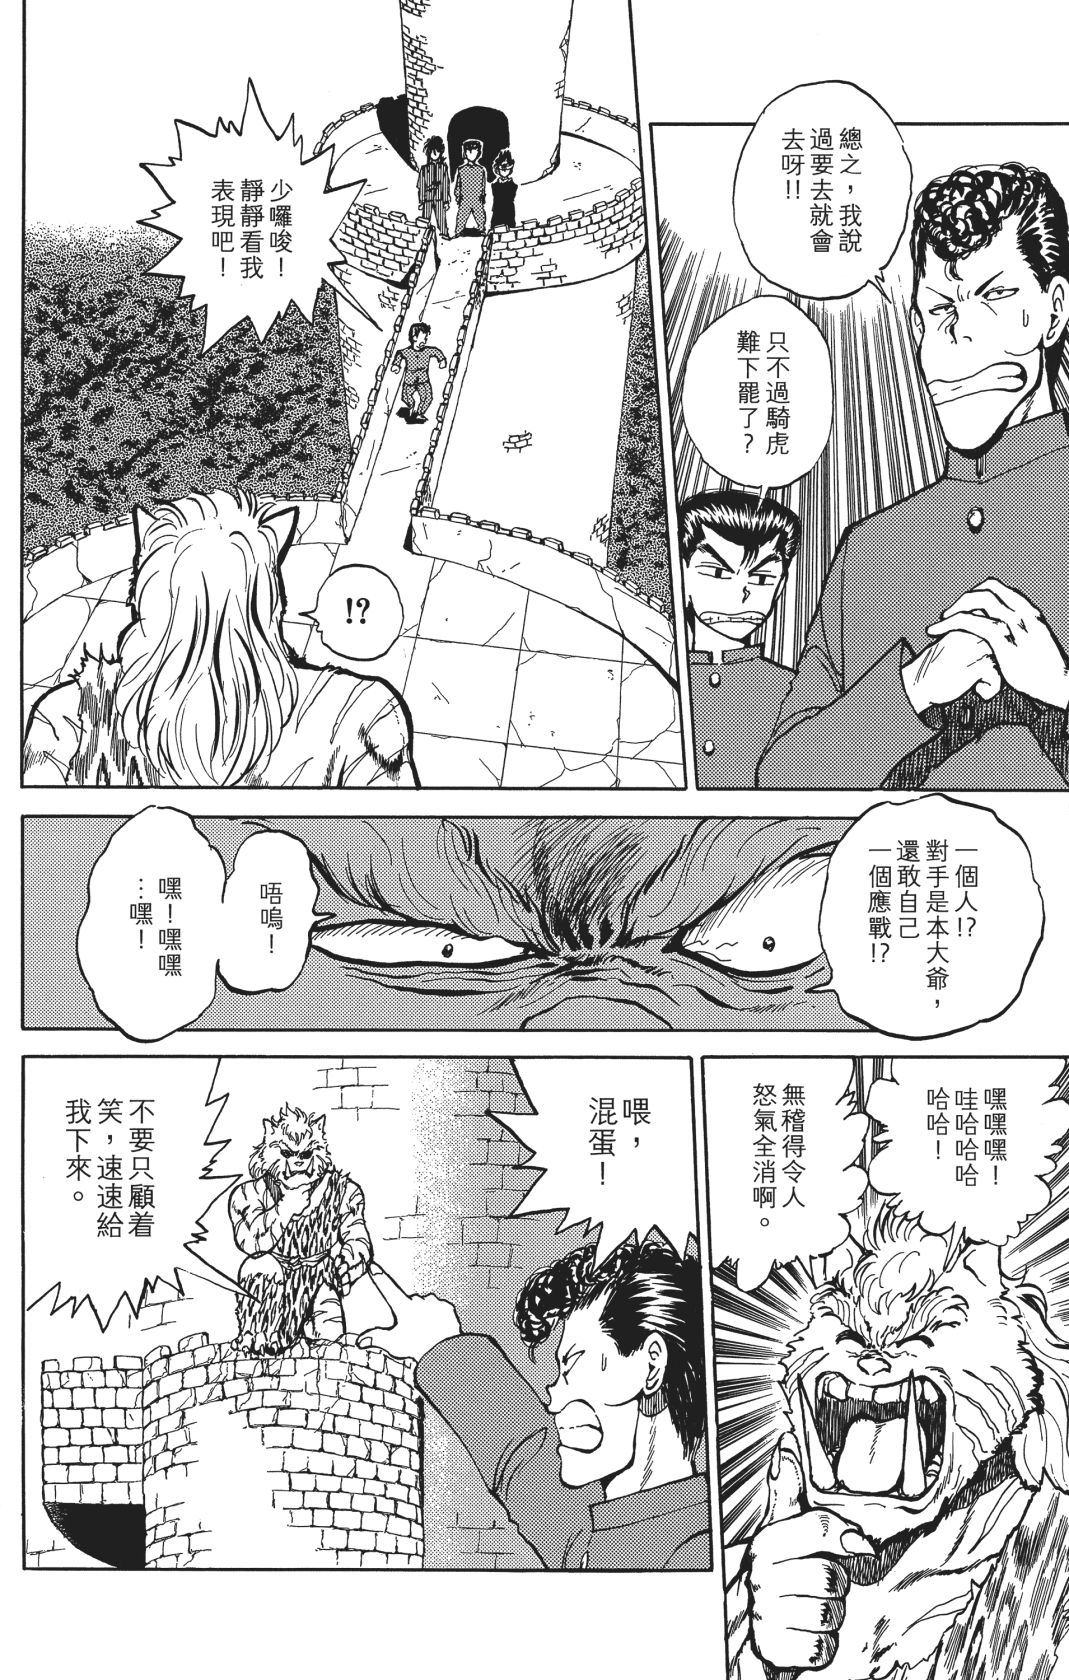 總之，我說
過要去就會
去呀!!
只不過騎虎
難下罷了？
少囉唆！
靜靜看我
表現吧！
!?
一個人!?
對手是本大爺，
還敢自己
一個應戰!?
唔嗚！
嘿！嘿嘿
…嘿！
嘿嘿嘿！
哇哈哈哈
哈哈！
無稽得令人
怒氣全消啊。
喂，
混蛋！
不要只顧着
笑，速速給
我下來。